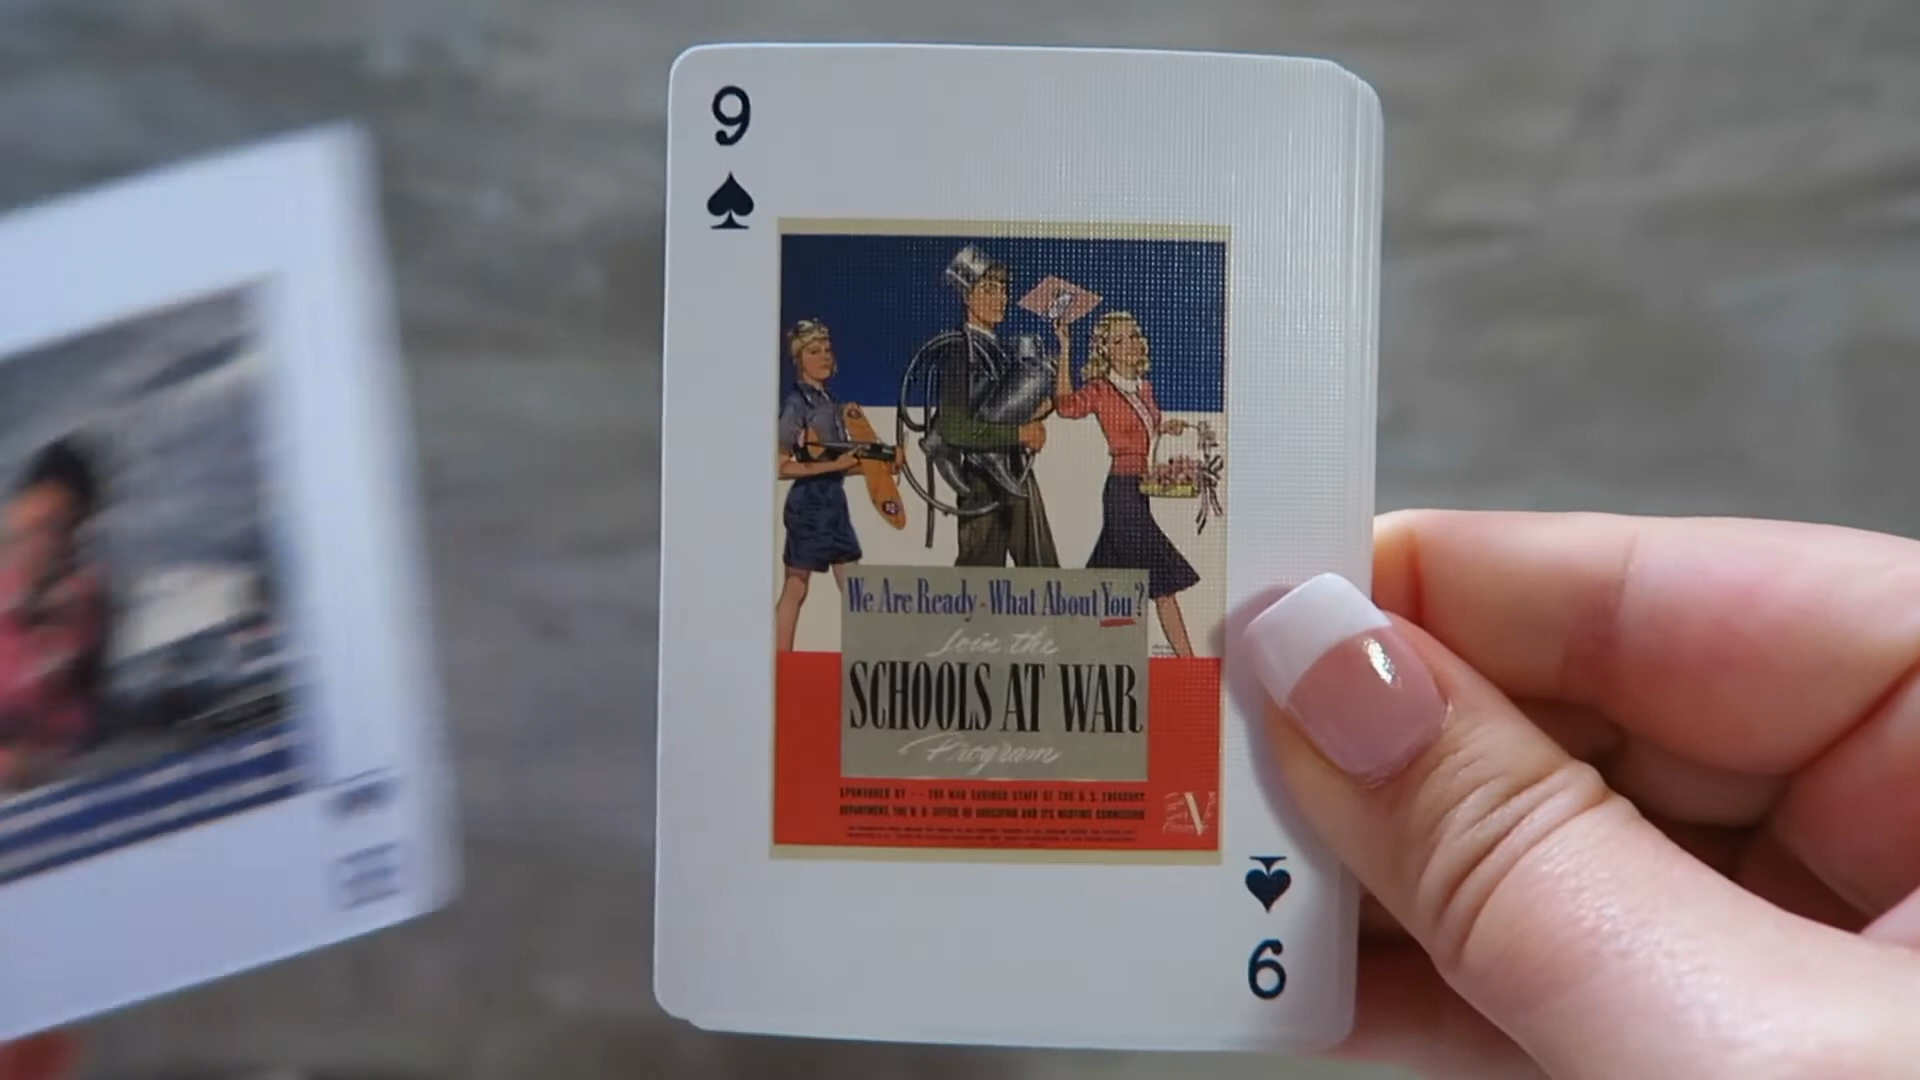 9
We Are Ready - What About You?
Join the
SCHOOLS AT WAR
Program
SPONSORED BY -- THE WAR SAVINGS STAFF OF THE U. S. TREASURY
DEPARTMENT, THE U. S. OFFICE OF EDUCATION AND ITS WARTIME COMMISSION
9